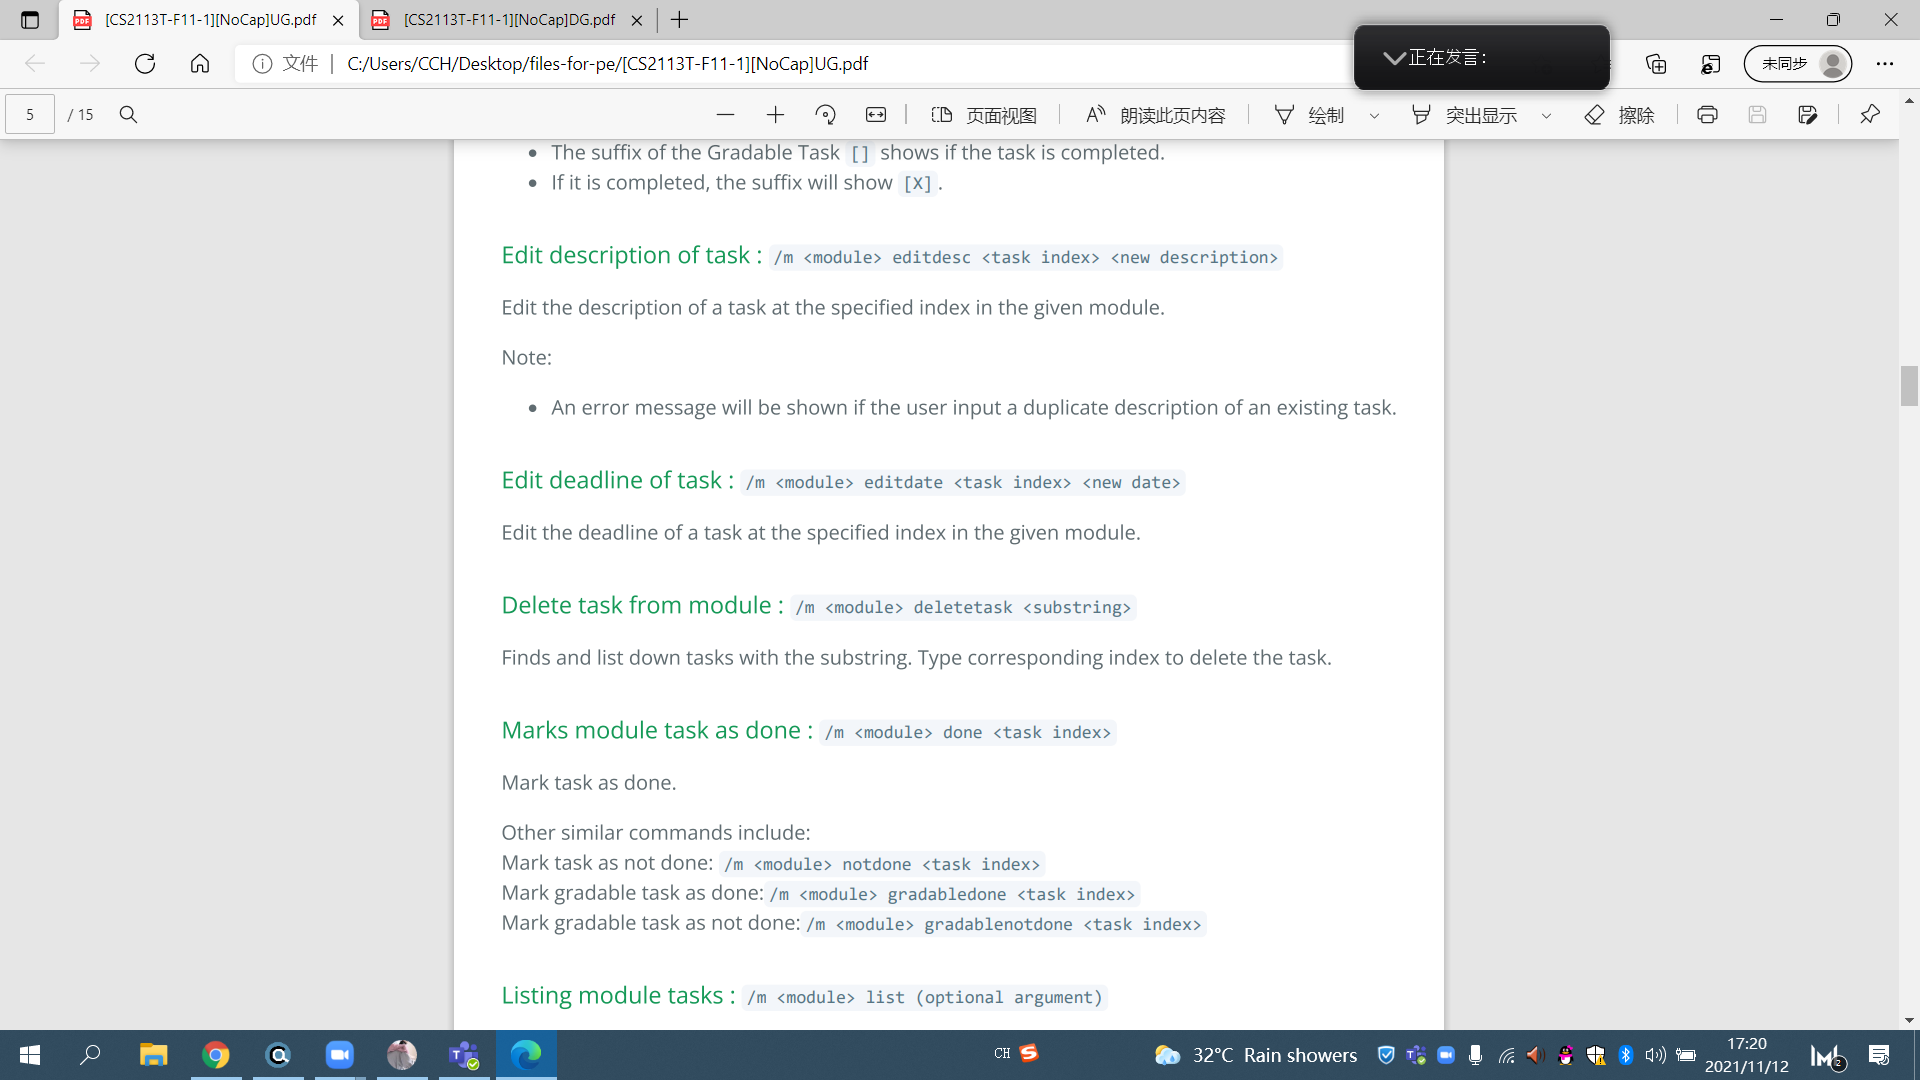 [CS2113T-F11-1][NoCap]UG.pdf
[CS2113T-F11-1][NoCap]DG.pdf
文件
C:/Users/CCH/Desktop/files-for-pe/[CS2113T-F11-1][NoCap]UG.pdf
正在发言:
未同步
5 / 15
页面视图
朗读此页内容
绘制
突出显示
擦除
The suffix of the Gradable Task [] shows if the task is completed.
If it is completed, the suffix will show [X] .
Edit description of task : /m <module> editdesc <task index> <new description>
Edit the description of a task at the specified index in the given module.
Note:
An error message will be shown if the user input a duplicate description of an existing task.
Edit deadline of task : /m <module> editdate <task index> <new date>
Edit the deadline of a task at the specified index in the given module.
Delete task from module : /m <module> deletetask <substring>
Finds and list down tasks with the substring. Type corresponding index to delete the task.
Marks module task as done : /m <module> done <task index>
Mark task as done.
Other similar commands include:
Mark task as not done: /m <module> notdone <task index>
Mark gradable task as done: /m <module> gradabledone <task index>
Mark gradable task as not done: /m <module> gradablenotdone <task index>
Listing module tasks : /m <module> list (optional argument)
CH
32°C Rain showers
17:20
2021/11/12
2